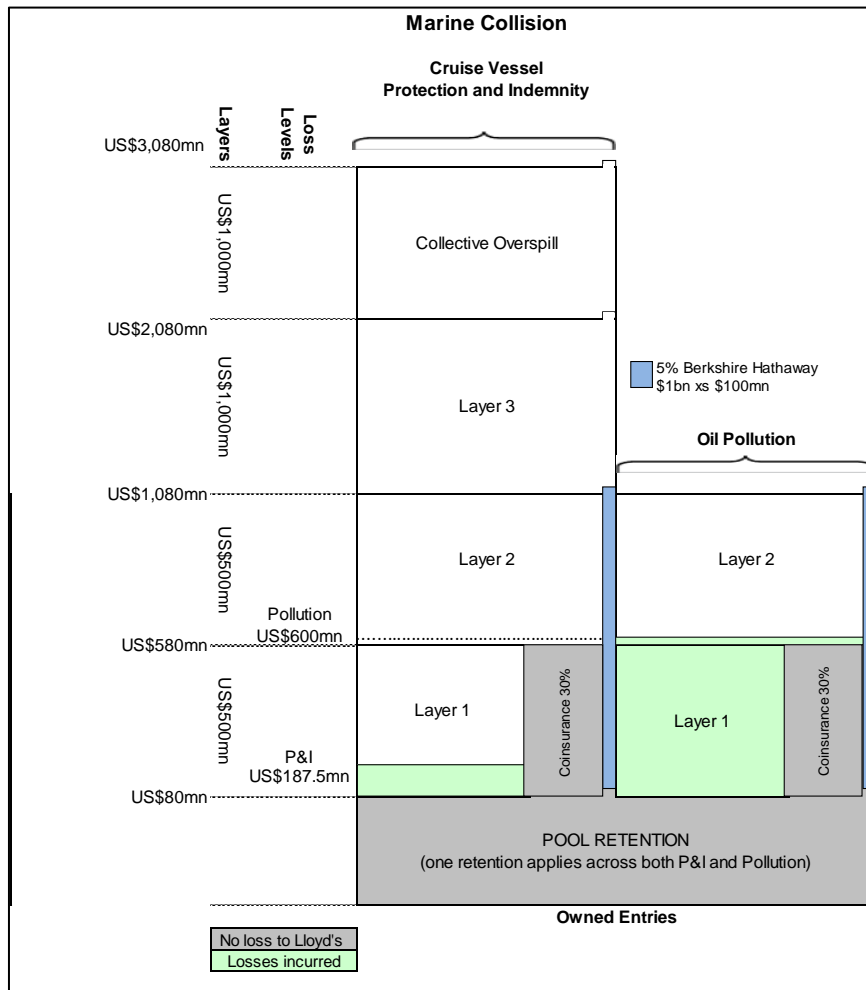 Marine Collision
Cruise Vessel
Protection and Indemnity
Layers
Loss
Levels
US$3,080mn
US$1,000mn
Collective Overspill
US$2,080mn
US$1,000mn
Layer 3
5% Berkshire Hathaway
$1bn xs $100mn
Oil Pollution
US$1,080mn
US$500mn
Layer 2
Layer 2
Pollution
US$600mn
US$580mn
US$500mn
Layer 1
Coinsurance 30%
Layer 1
Coinsurance 30%
P&I
US$187.5mn
US$80mn
POOL RETENTION
(one retention applies across both P&I and Pollution)
Owned Entries
No loss to Lloyd's
Losses incurred